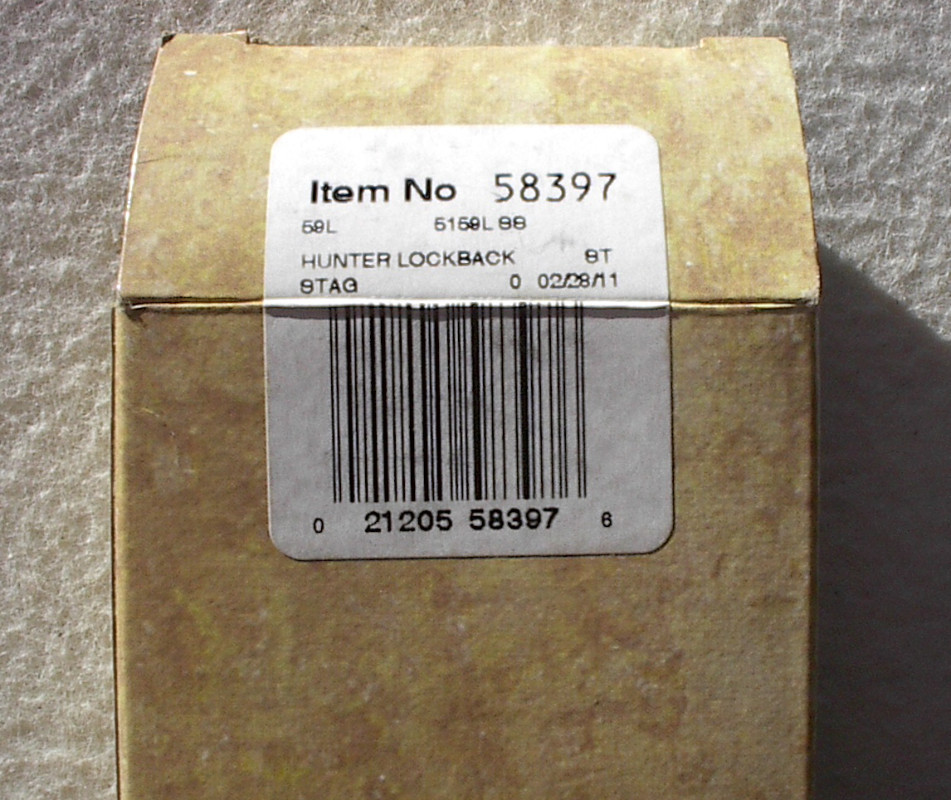 Item No 58397
59L 5159L SS
HUNTER LOCKBACK ST
STAG 0 02/28/11
0 21205 58397 6